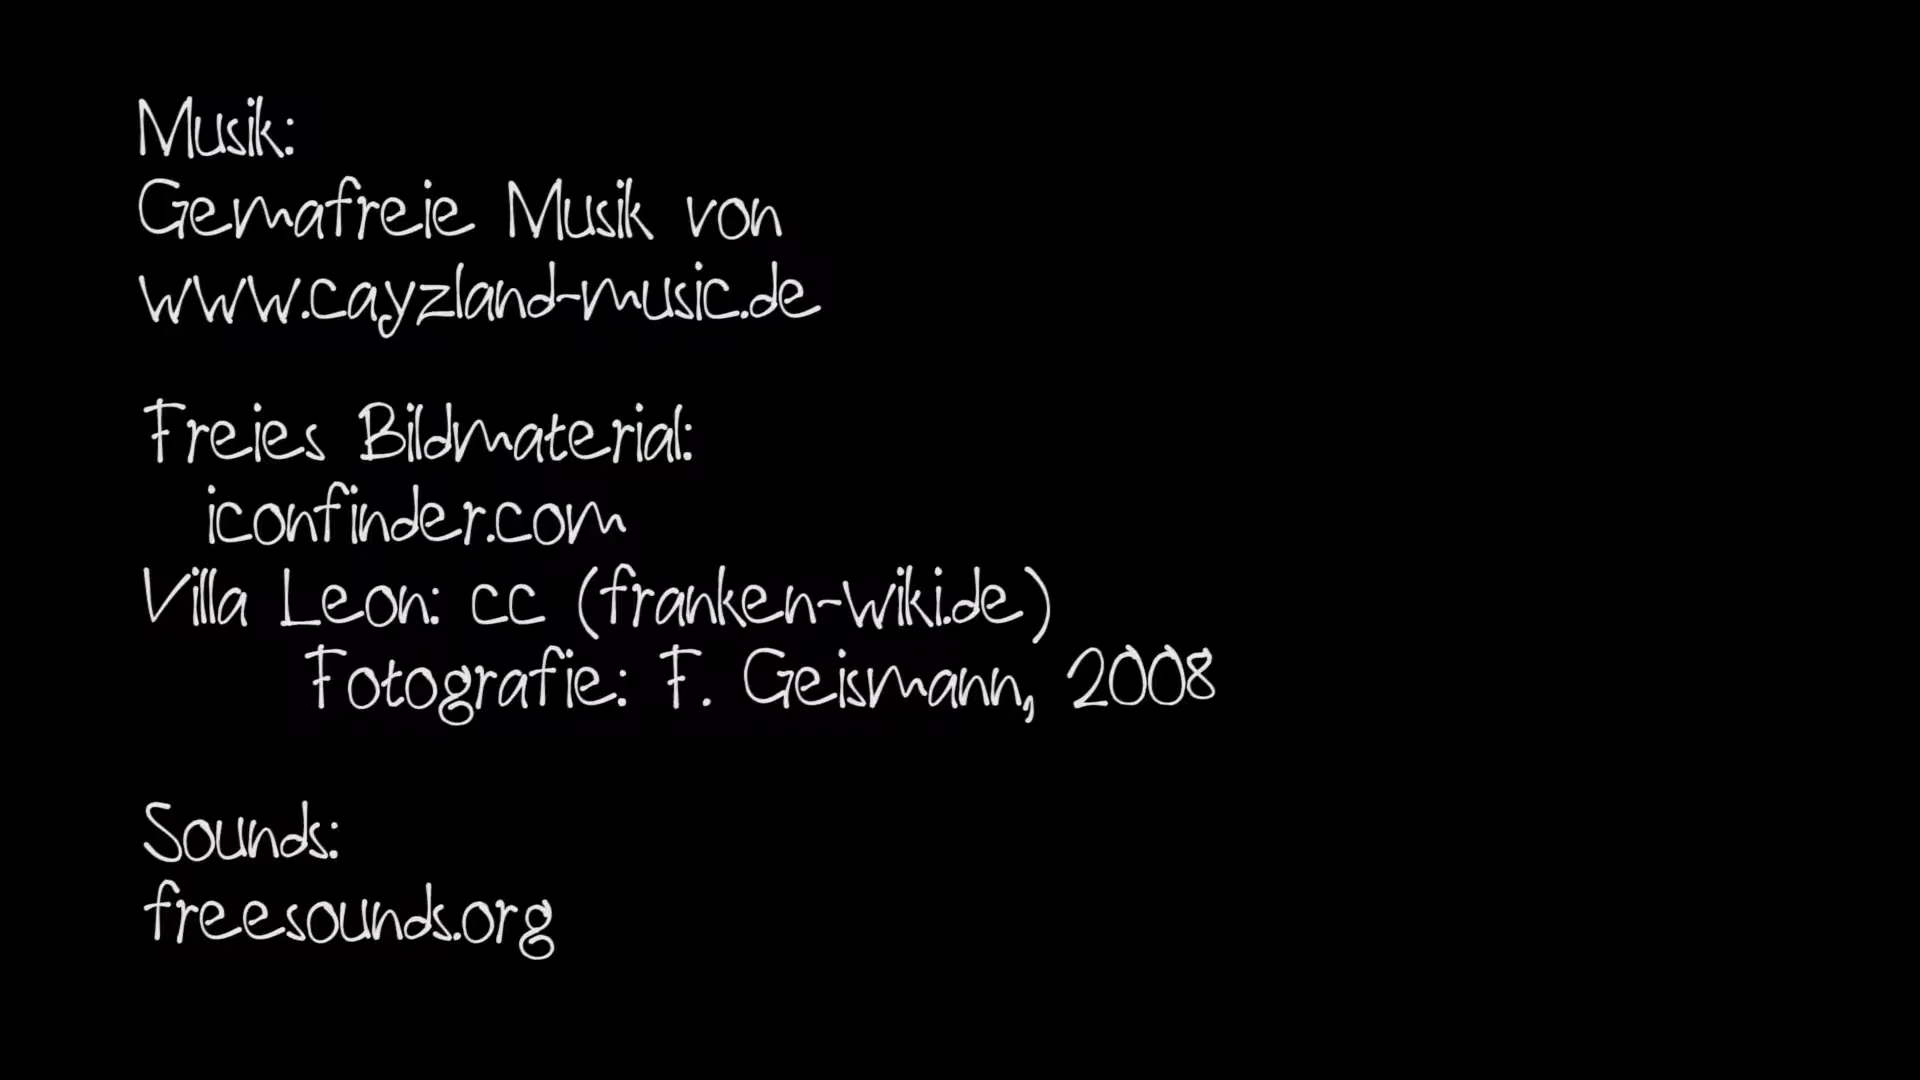 Musik:
Gemafreie Musik von
www.cayzland-music.de
Freies Bildmaterial:
iconfinder.com
Villa Leon: cc (franken-wiki.de)
Fotografie: F. Geismann, 2008
Sounds:
freesounds.org